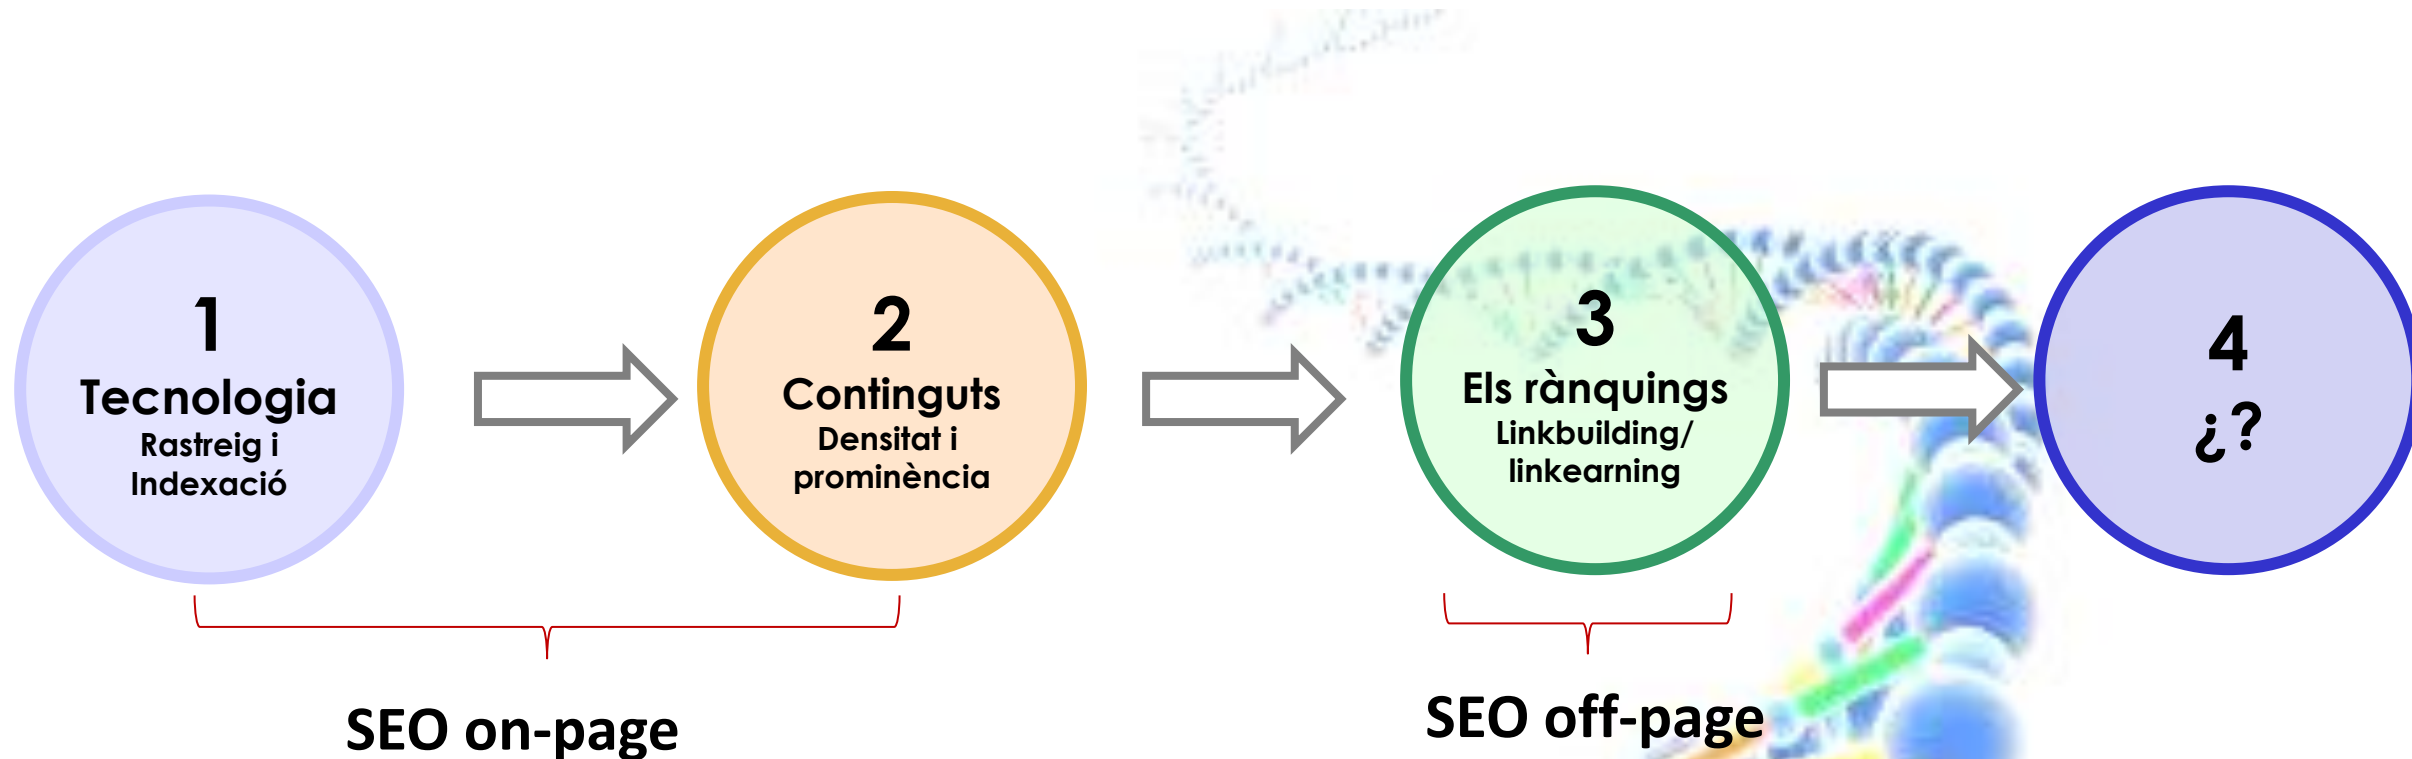 1
Tecnologia
Rastreig i
Indexació
2
Continguts
Densitat i
prominència
3
Els rànquings
Linkbuilding/
linkearning
4
¿?
SEO on-page
SEO off-page